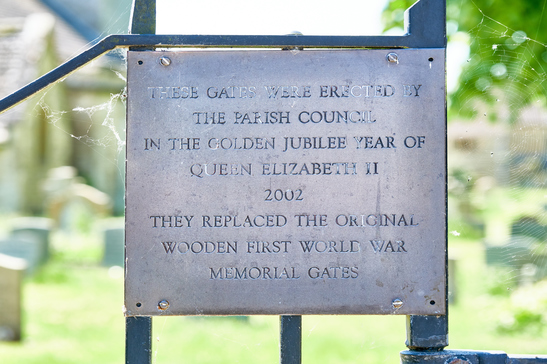 THESE GATES WERE ERECTED BY
THE PARISH COUNCIL
IN THE GOLDEN JUBILEE YEAR OF
QUEEN ELIZABETH II
2002
THEY REPLACED THE ORIGINAL
WOODEN FIRST WORLD WAR
MEMORIAL GATES